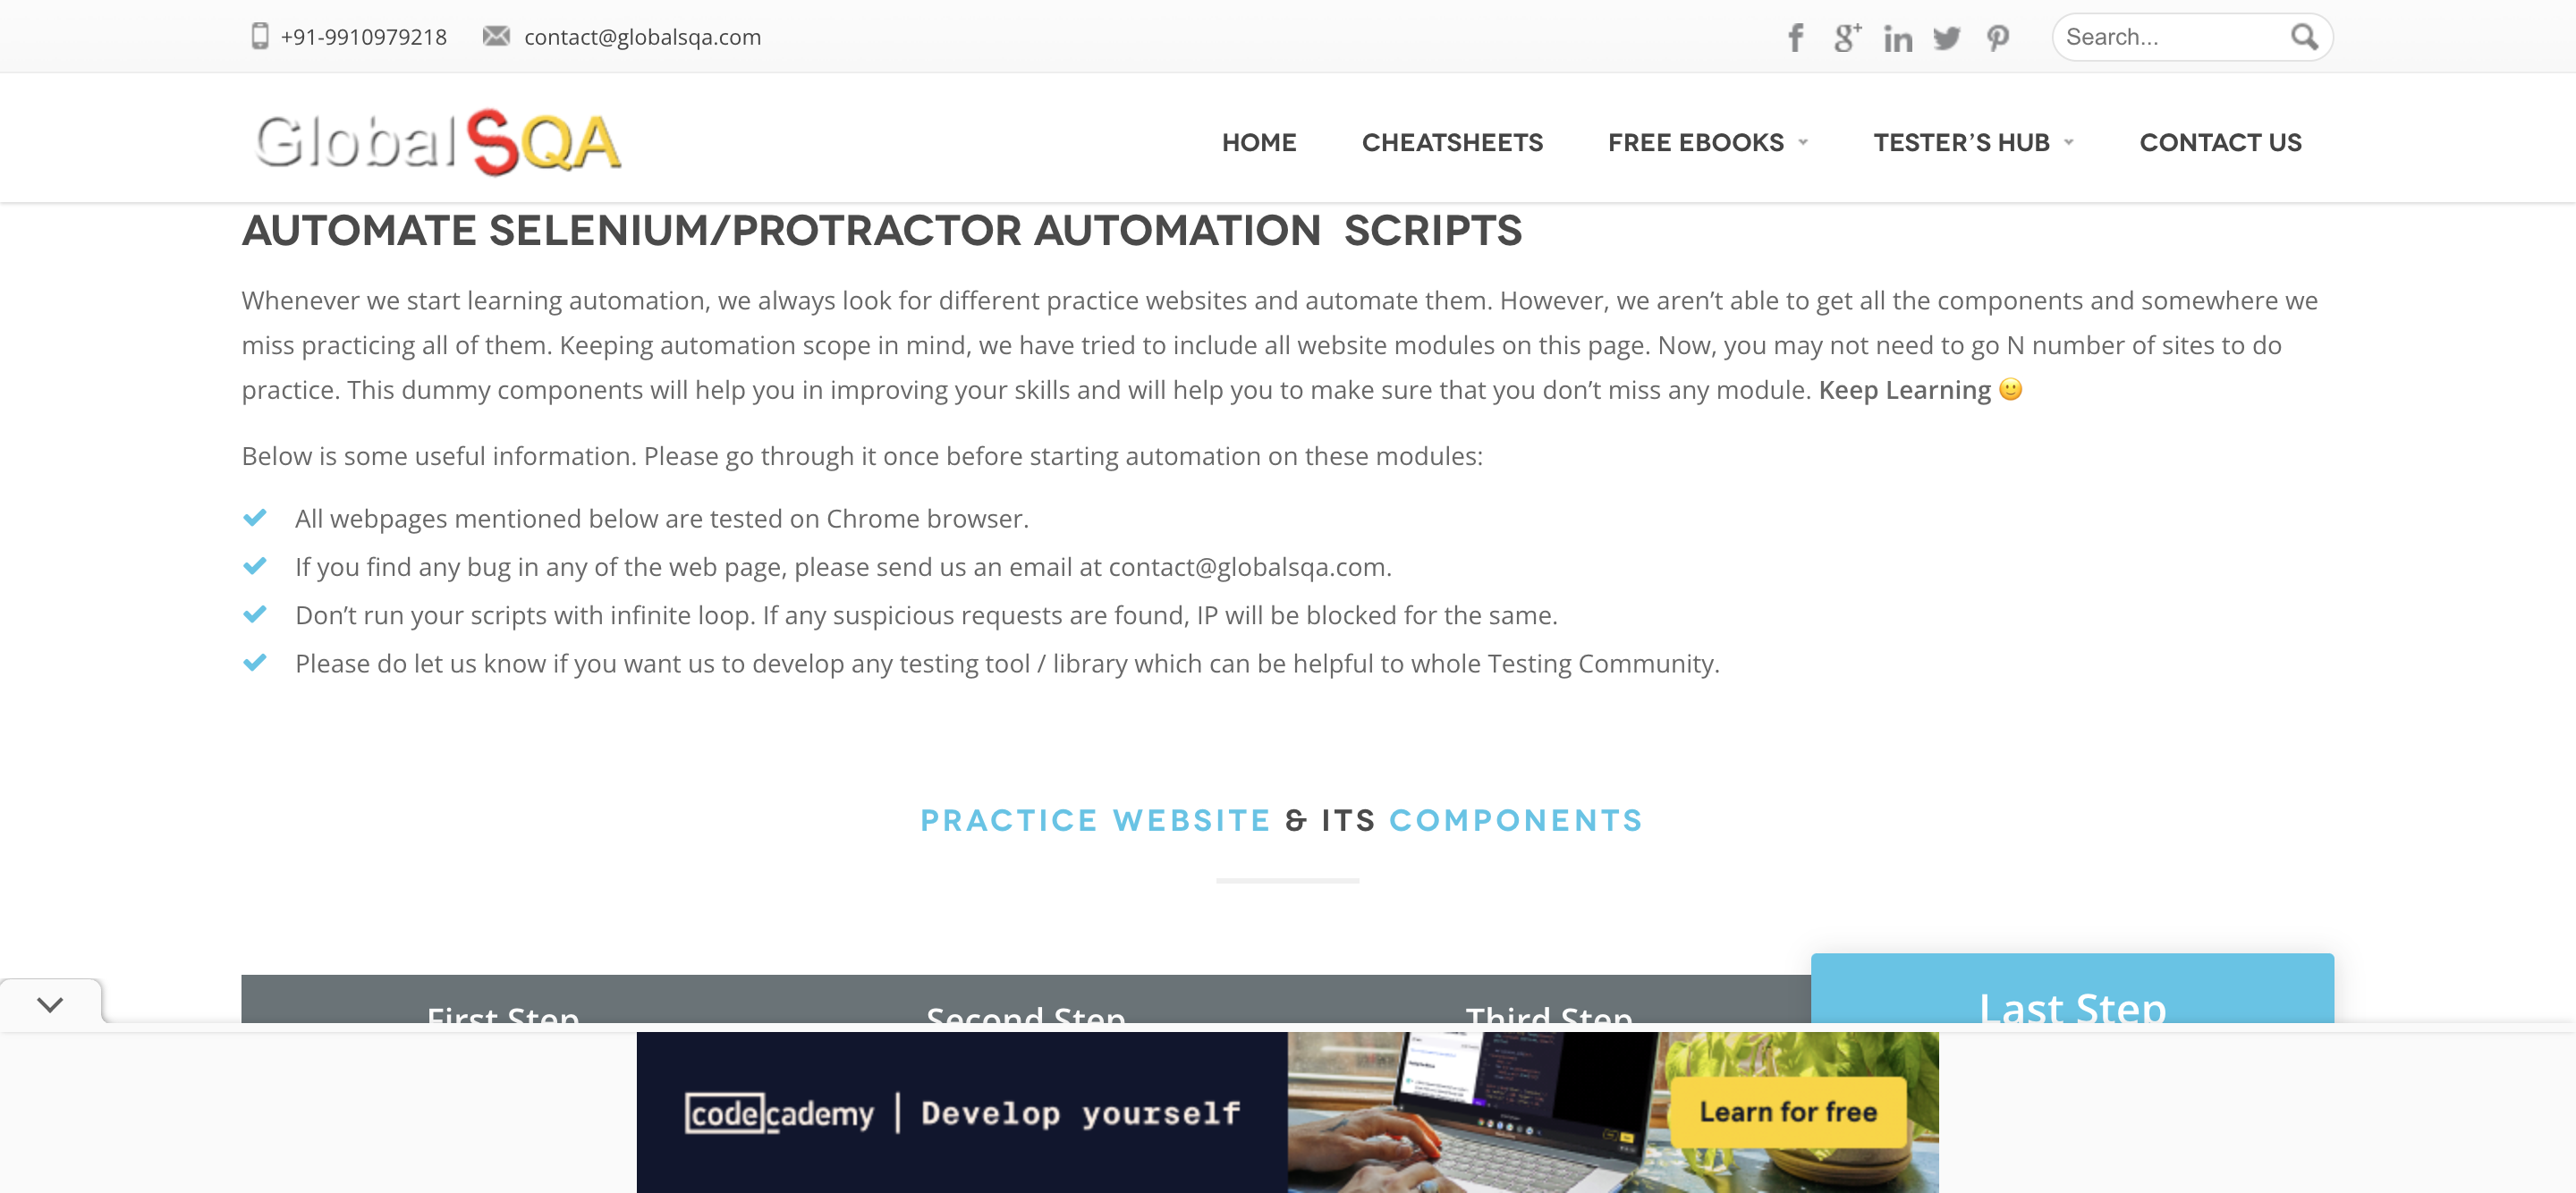 +91-9910979218 contact@globalsqa.com Search...
GlobalSQA
HOME CHEATSHEETS FREE EBOOKS TESTER’S HUB CONTACT US
AUTOMATE SELENIUM/PROTRACTOR AUTOMATION SCRIPTS
Whenever we start learning automation, we always look for different practice websites and automate them. However, we aren’t able to get all the components and somewhere we
miss practicing all of them. Keeping automation scope in mind, we have tried to include all website modules on this page. Now, you may not need to go N number of sites to do
practice. This dummy components will help you in improving your skills and will help you to make sure that you don’t miss any module. Keep Learning 🙂
Below is some useful information. Please go through it once before starting automation on these modules:
All webpages mentioned below are tested on Chrome browser.
If you find any bug in any of the web page, please send us an email at contact@globalsqa.com.
Don’t run your scripts with infinite loop. If any suspicious requests are found, IP will be blocked for the same.
Please do let us know if you want us to develop any testing tool / library which can be helpful to whole Testing Community.
PRACTICE WEBSITE & ITS COMPONENTS
First Step Second Step Third Step Last Step
codecademy | Develop yourself
Learn for free